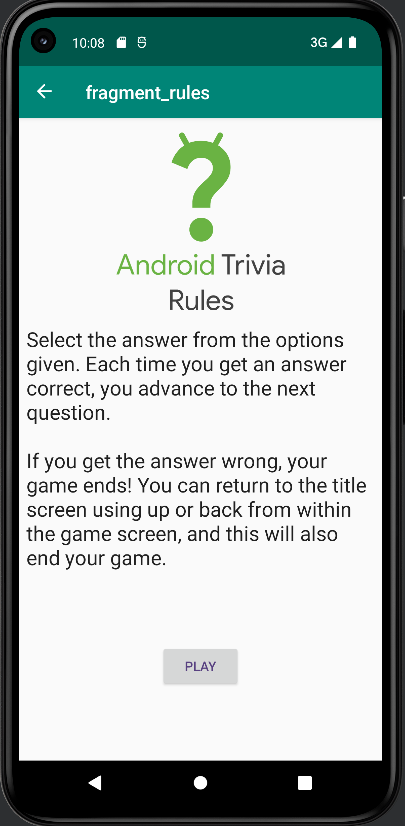 10:08
3G
fragment_rules
Android Trivia
Rules
Select the answer from the options
given. Each time you get an answer
correct, you advance to the next
question.
If you get the answer wrong, your
game ends! You can return to the title
screen using up or back from within
the game screen, and this will also
end your game.
PLAY